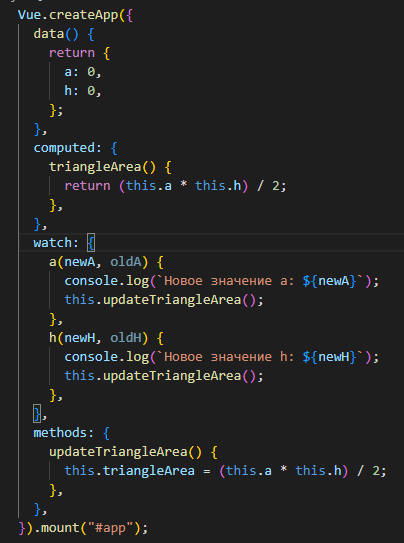 Vue.createApp({
  data() {
    return {
      a: 0,
      h: 0,
    };
  },
  computed: {
    triangleArea() {
      return (this.a * this.h) / 2;
    },
  },
  watch: {
    a(newA, oldA) {
      console.log(`Новое значение a: ${newA}`);
      this.updateTriangleArea();
    },
    h(newH, oldH) {
      console.log(`Новое значение h: ${newH}`);
      this.updateTriangleArea();
    },
  },
  methods: {
    updateTriangleArea() {
      this.triangleArea = (this.a * this.h) / 2;
    },
  },
}).mount("#app");